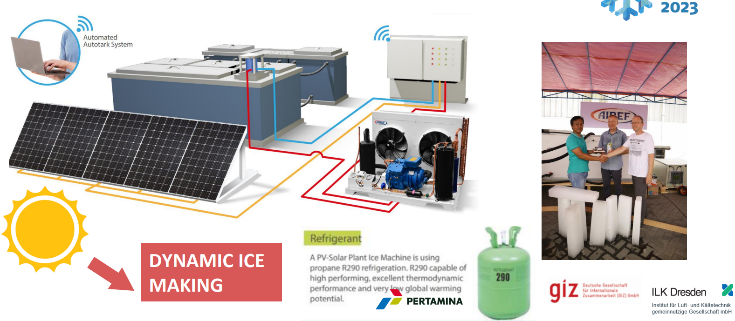 2023
Automated
Autotark System
AIREF
Refrigerant
A PV-Solar Plant Ice Machine is using
propane R290 refrigeration. R290 capable of
high performing, excellent thermodynamic
performance and very low global warming
potential.
PERTAMINA
290
DYNAMIC ICE
MAKING
giz
Deutsche Gesellschaft
für Internationale
Zusammenarbeit (GIZ) GmbH
ILK Dresden
Institut für Luft- und Kältetechnik
gemeinnützige Gesellschaft mbH